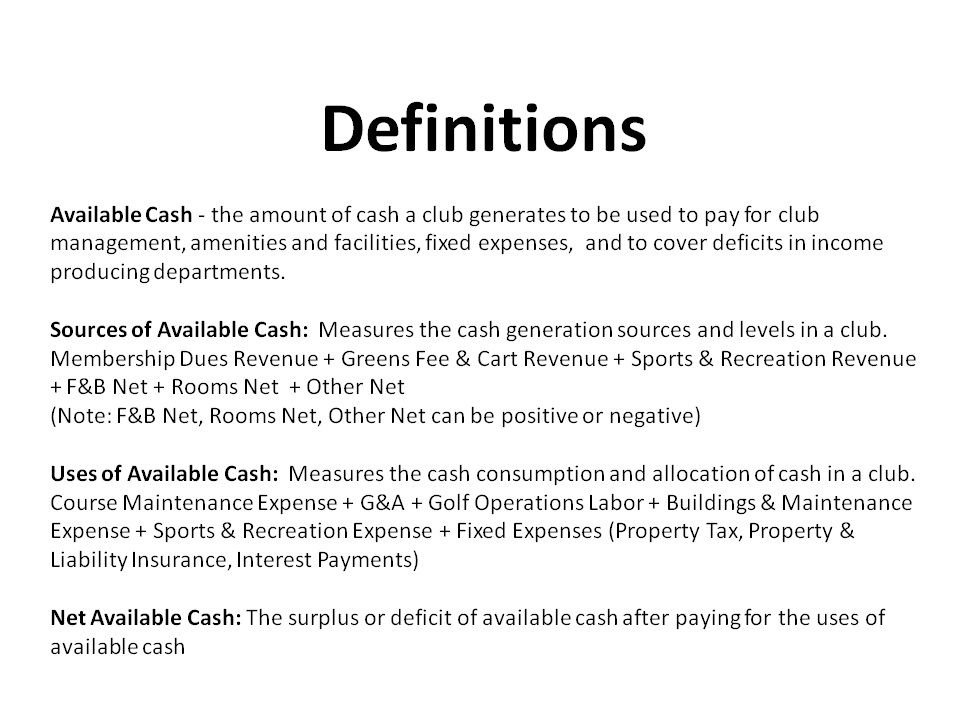 Definitions
Available Cash - the amount of cash a club generates to be used to pay for club
management, amenities and facilities, fixed expenses, and to cover deficits in income
producing departments.
Sources of Available Cash: Measures the cash generation sources and levels in a club.
Membership Dues Revenue + Greens Fee & Cart Revenue + Sports & Recreation Revenue
+ F&B Net + Rooms Net + Other Net
(Note: F&B Net, Rooms Net, Other Net can be positive or negative)
Uses of Available Cash: Measures the cash consumption and allocation of cash in a club.
Course Maintenance Expense + G&A + Golf Operations Labor + Buildings & Maintenance
Expense + Sports & Recreation Expense + Fixed Expenses (Property Tax, Property &
Liability Insurance, Interest Payments)
Net Available Cash: The surplus or deficit of available cash after paying for the uses of
available cash